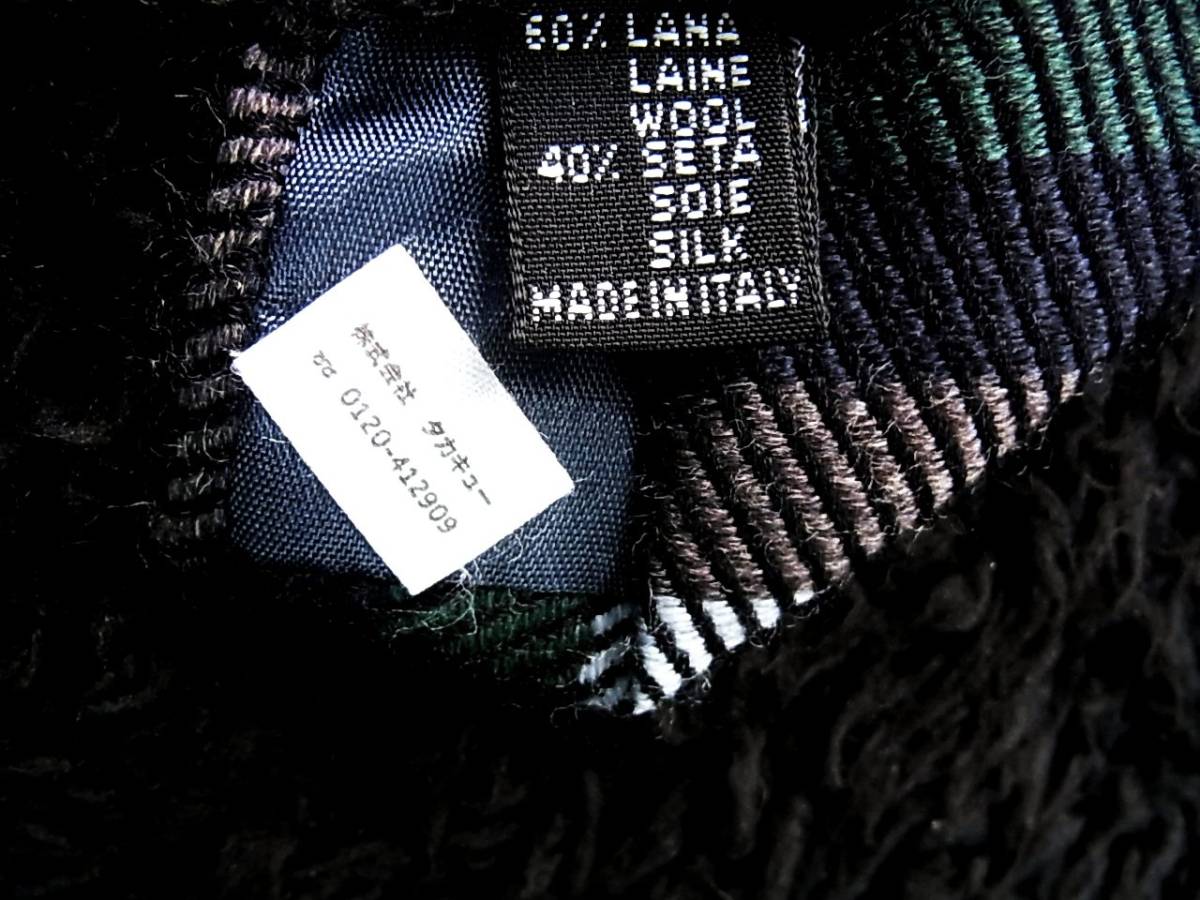 60% LANA
LAINE
WOOL
40% SETA
SOIE
SILK
MADE IN ITALY
株式会社 タカキュー
0120-412909